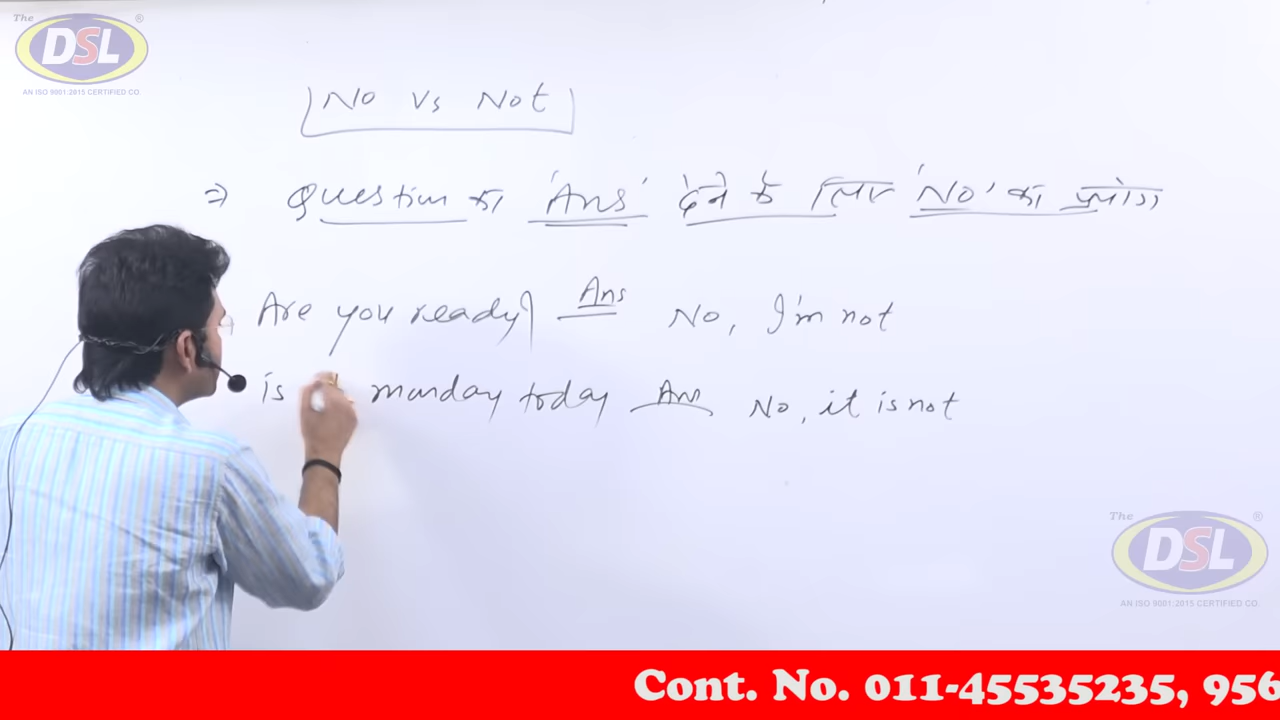 The DSL ®
AN ISO 9001:2015 CERTIFIED CO.
No Vs Not
⇒ Question का 'Ans' देने के लिए 'No' का प्रयोग
Are you ready? Ans No, I'm not
is monday today Ans No, it is not
The DSL ®
AN ISO 9001:2015 CERTIFIED CO.
Cont. No. 011-45535235, 956